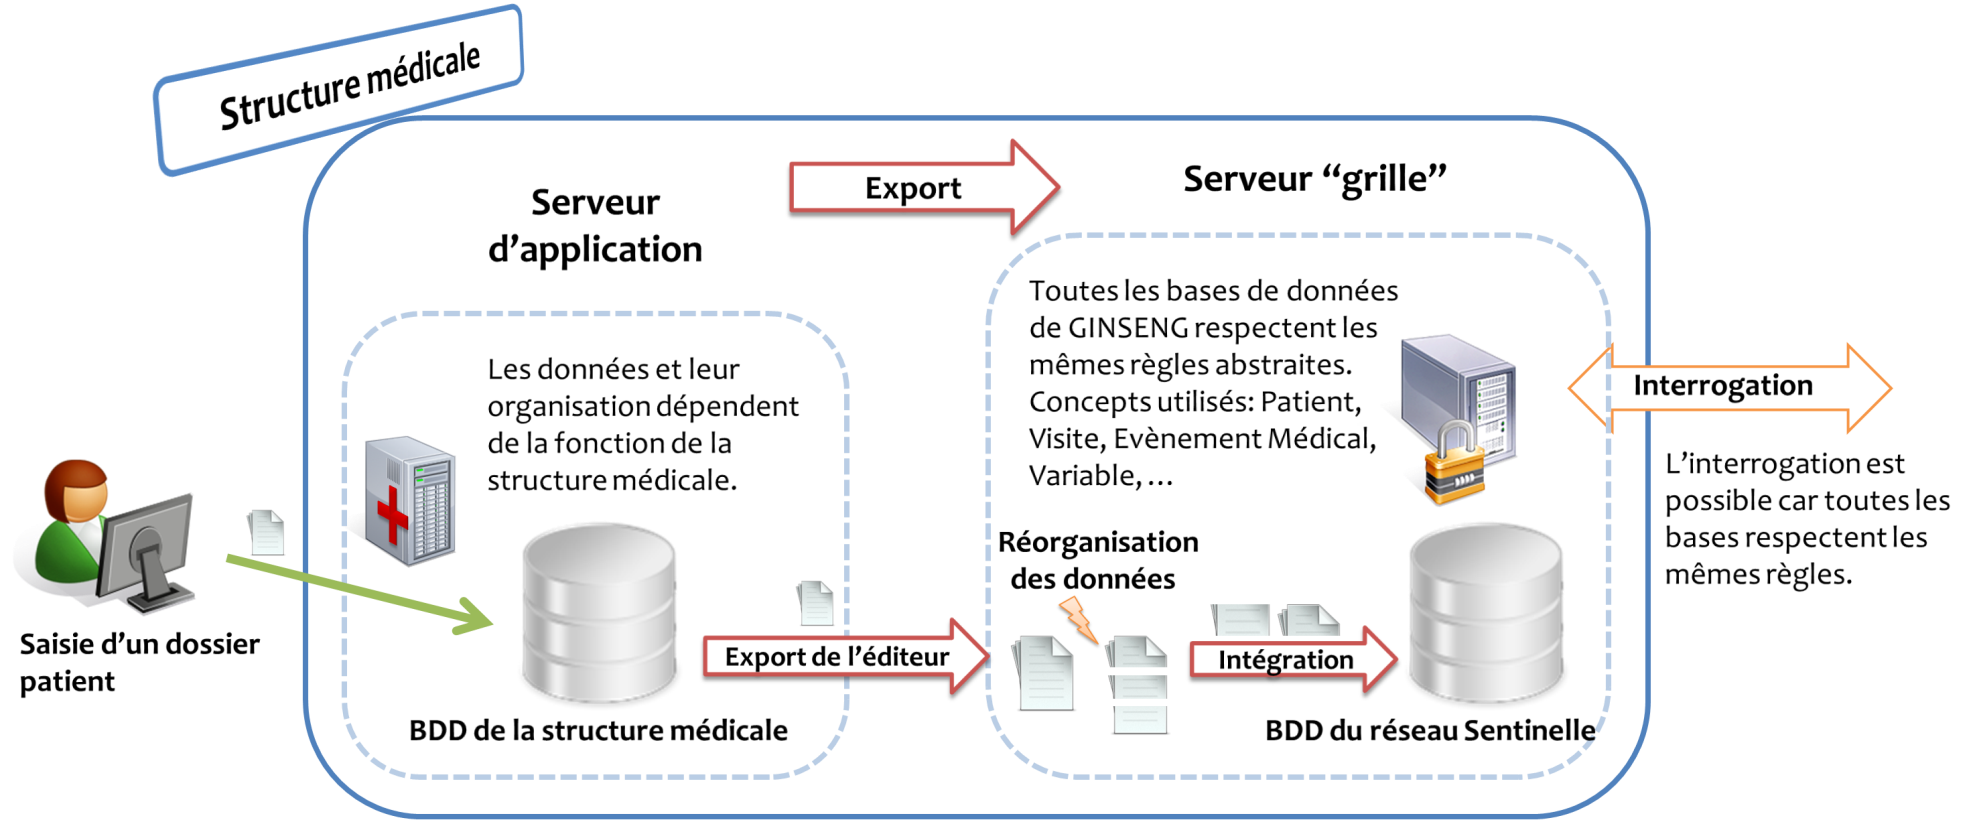 Structure médicale
Serveur
d’application
Export
Serveur “grille”
Les données et leur
organisation dépendent
de la fonction de la
structure médicale.
Toutes les bases de données
de GINSENG respectent les
mêmes règles abstraites.
Concepts utilisés: Patient,
Visite, Evènement Médical,
Variable, …
Interrogation
L’interrogation est
possible car toutes les
bases respectent les
mêmes règles.
Saisie d’un dossier
patient
BDD de la structure médicale
Export de l’éditeur
Réorganisation
des données
Intégration
BDD du réseau Sentinelle